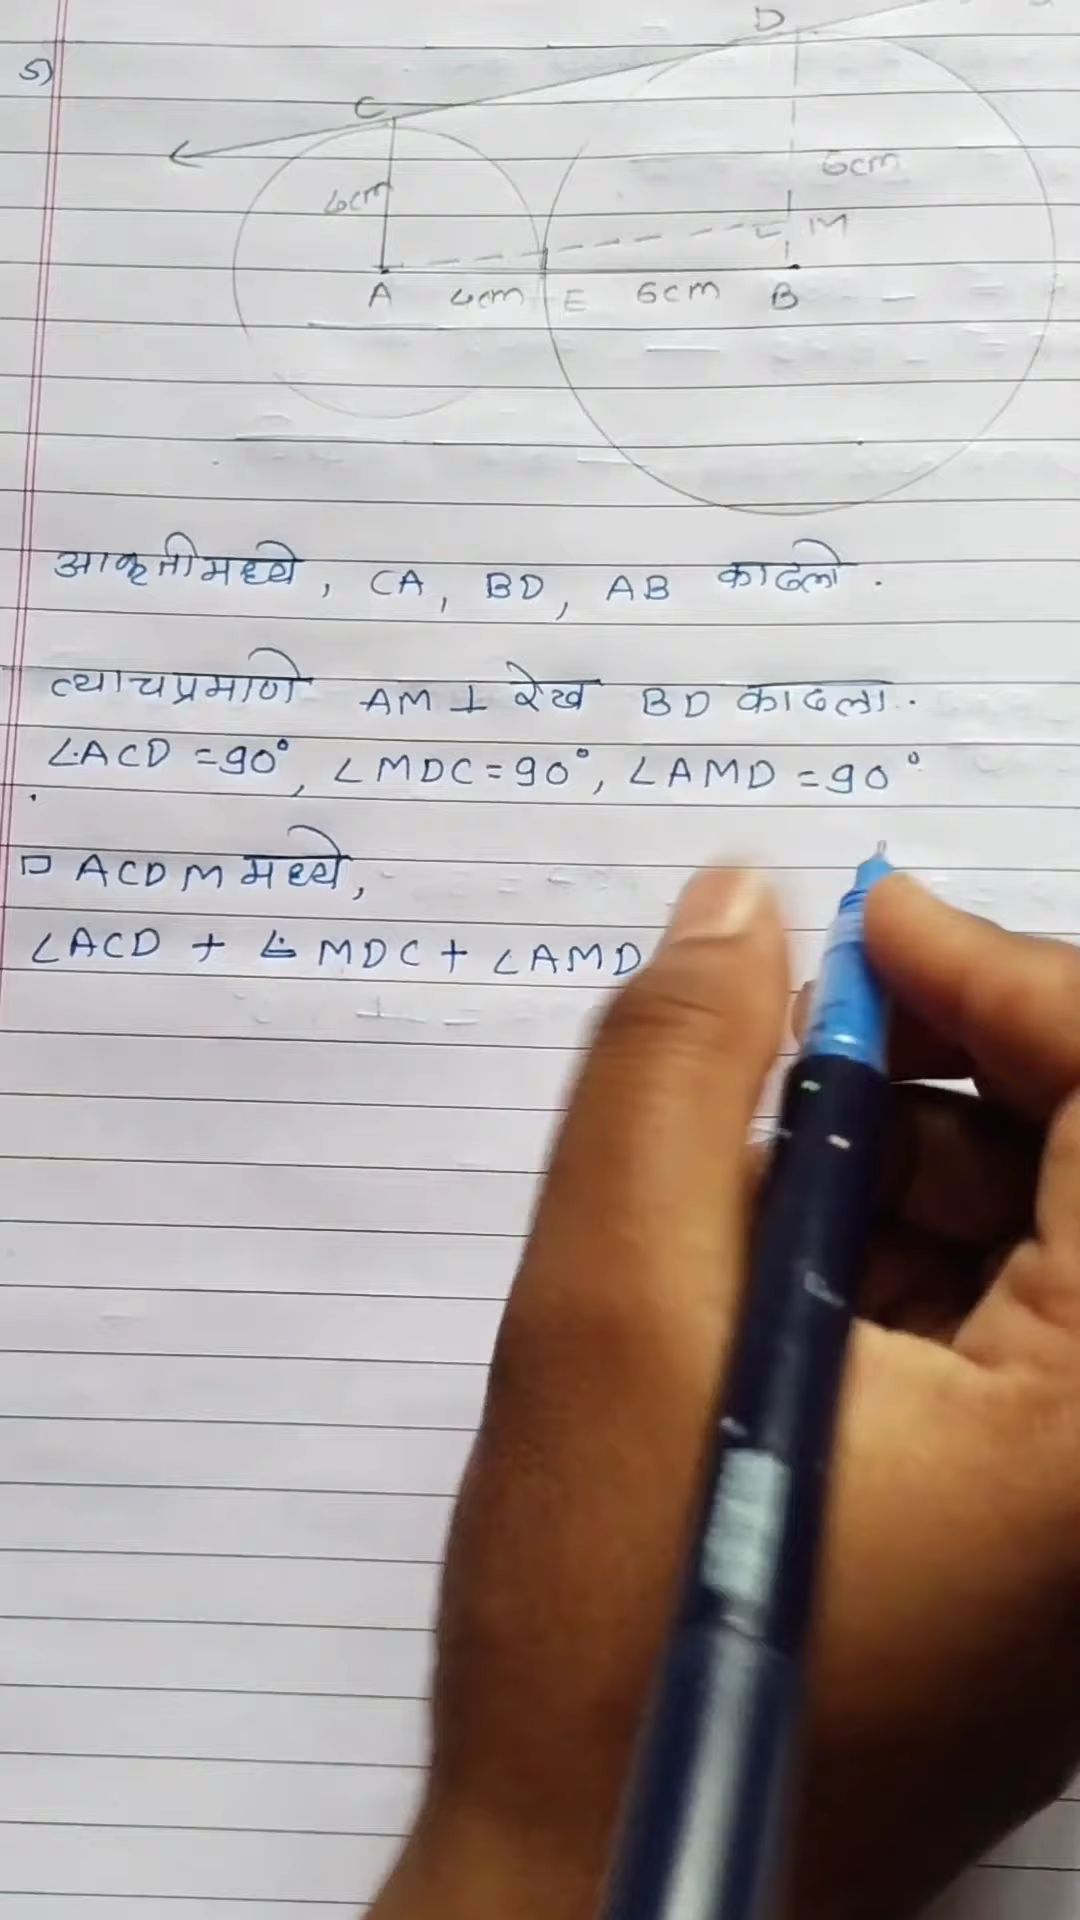 5)
D
C
4cm
6cm
M
A 4cm E 6cm B
आकृतीमध्ये, CA, BD, AB काढले.
त्याचप्रमाणे AM ⊥ रेख BD काढला.
∠ACD = 90°, ∠MDC = 90°, ∠AMD = 90°
□ ACDM मध्ये,
∠ACD + ∠MDC + ∠AMD